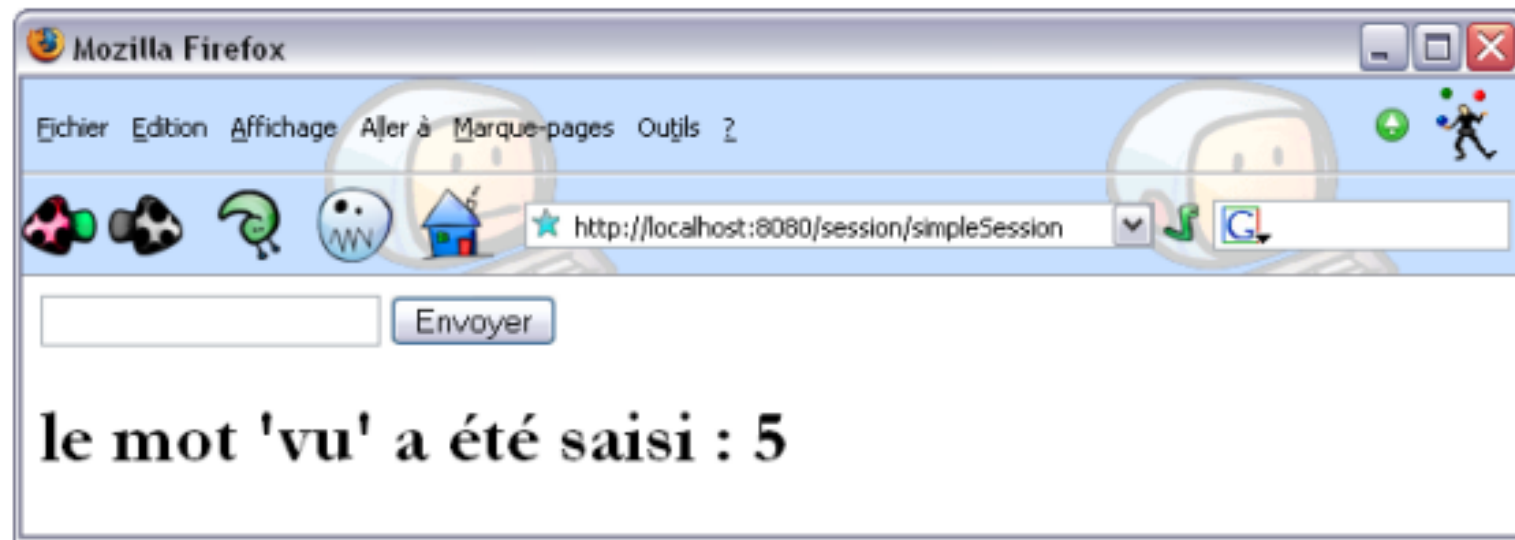 Mozilla Firefox
Fichier Edition Affichage Aller à Marque-pages Outils ?
http://localhost:8080/session/simpleSession G
Envoyer
le mot 'vu' a été saisi : 5